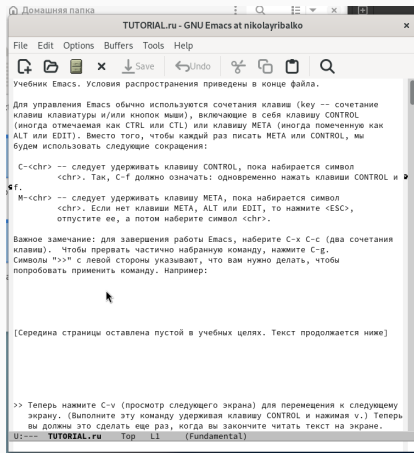 Домашняя папка
TUTORIAL.ru - GNU Emacs at nikolayribalko
File Edit Options Buffers Tools Help
Save Undo
Учебник Emacs. Условия распространения приведены в конце файла.
Для управления Emacs обычно используются сочетания клавиш (key -- сочетание
клавиш клавиатуры и/или кнопок мыши), включающие в себя клавишу CONTROL
(иногда отмечаемая как CTRL или CTL) или клавишу META (иногда помеченную как
ALT или EDIT). Вместо того, чтобы каждый раз писать META или CONTROL, мы
будем использовать следующие сокращения:
C-<chr> -- следует удерживать клавишу CONTROL, пока набирается символ
<chr>. Так, C-f должно означать: одновременно нажать клавиши CONTROL и
f.
M-<chr> -- следует удерживать клавишу META, пока набирается символ
<chr>. Если нет клавиши META, ALT или EDIT, то нажмите <ESC>,
отпустите ее, а потом наберите символ <chr>.
Важное замечание: для завершения работы Emacs, наберите C-x C-c (два сочетания
клавиш).  Чтобы прервать частично набранную команду, нажмите C-g.
Символы ">>" с левой стороны указывают, что вам нужно делать, чтобы
попробовать применить команду. Например:
[Середина страницы оставлена пустой в учебных целях. Текст продолжается ниже]
>> Теперь нажмите C-v (просмотр следующего экрана) для перемещения к следующему
экрану. (Выполните эту команду удерживая клавишу CONTROL и нажимая v.) Теперь
вы должны это сделать еще раз, когда вы закончите читать текст на экране.
U:--- TUTORIAL.ru Top L1 (Fundamental)